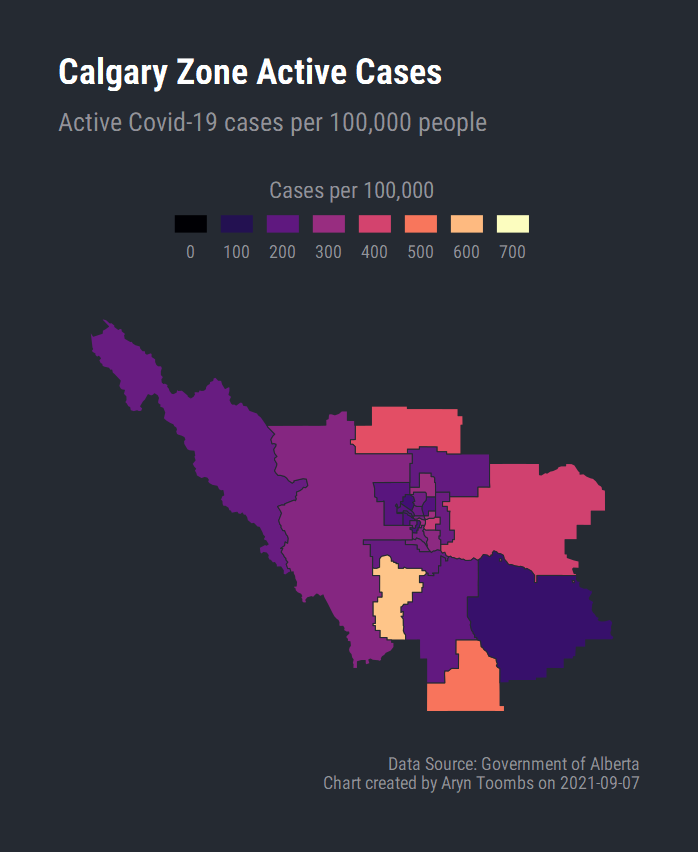 Calgary Zone Active Cases
Active Covid-19 cases per 100,000 people
Cases per 100,000
0 100 200 300 400 500 600 700
Data Source: Government of Alberta
Chart created by Aryn Toombs on 2021-09-07